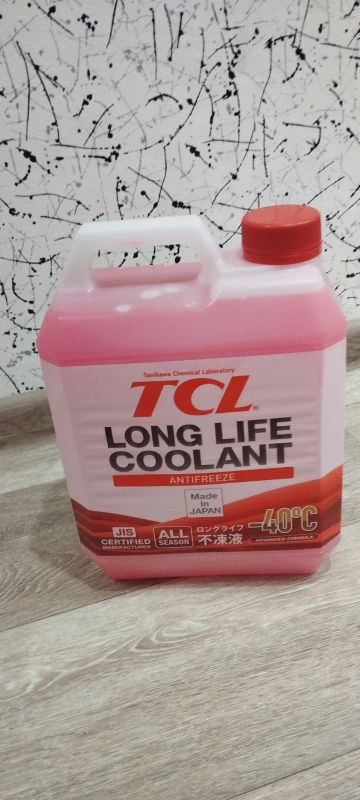 Tanikawa Chemical Laboratory
TCL®
LONG LIFE
COOLANT
ANTIFREEZE
Made
in
JAPAN
JIS
CERTIFIED
MANUFACTURER
ALL
SEASON
ロングライフ
不凍液
-40°C
ADVANCED FORMULA